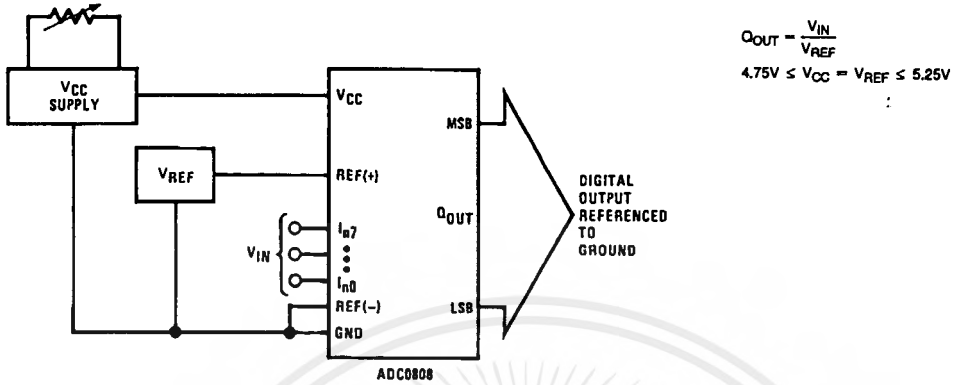 VCC
SUPPLY
VREF
VIN
VCC
REF(+)
In7
In0
REF(−)
GND
MSB
QOUT
LSB
ADC0808
DIGITAL
OUTPUT
REFERENCED
TO
GROUND
QOUT = VIN / VREF
4.75V ≤ VCC = VREF ≤ 5.25V